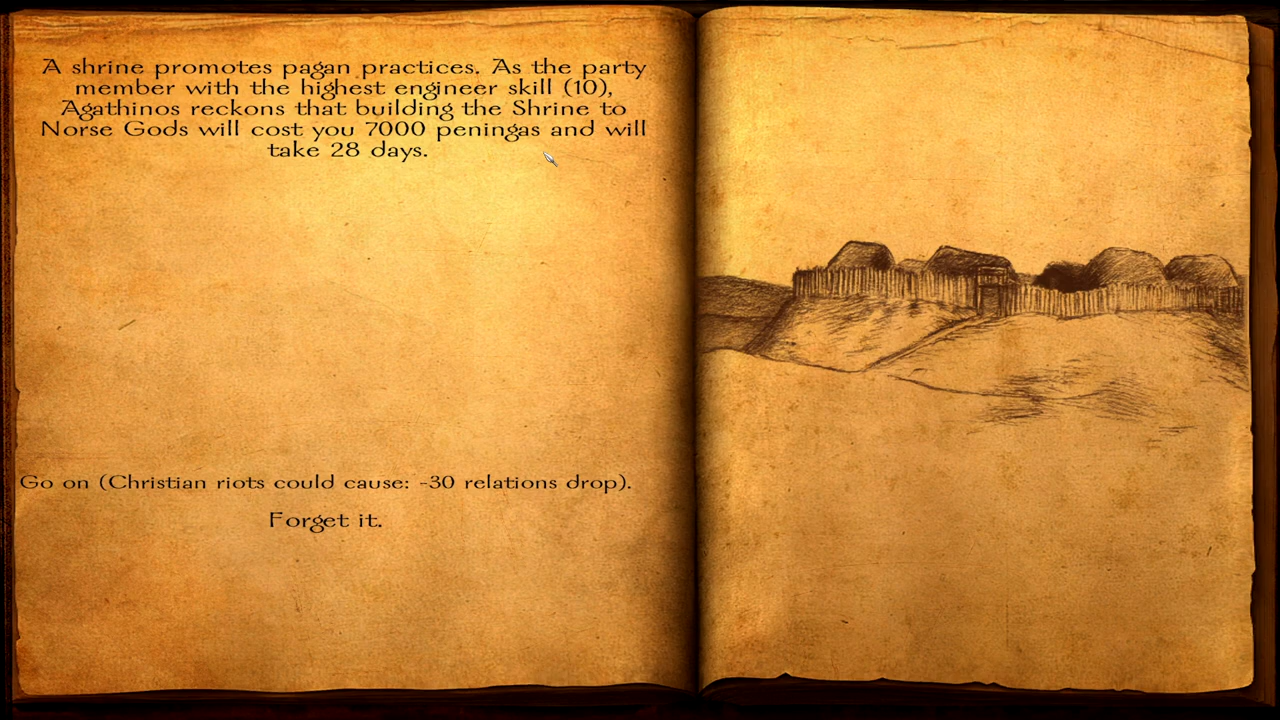 A shrine promotes pagan practices. As the party
member with the highest engineer skill (10),
Agathinos reckons that building the Shrine to
Norse Gods will cost you 7000 peningas and will
take 28 days.
Go on (Christian riots could cause: -30 relations drop).
Forget it.